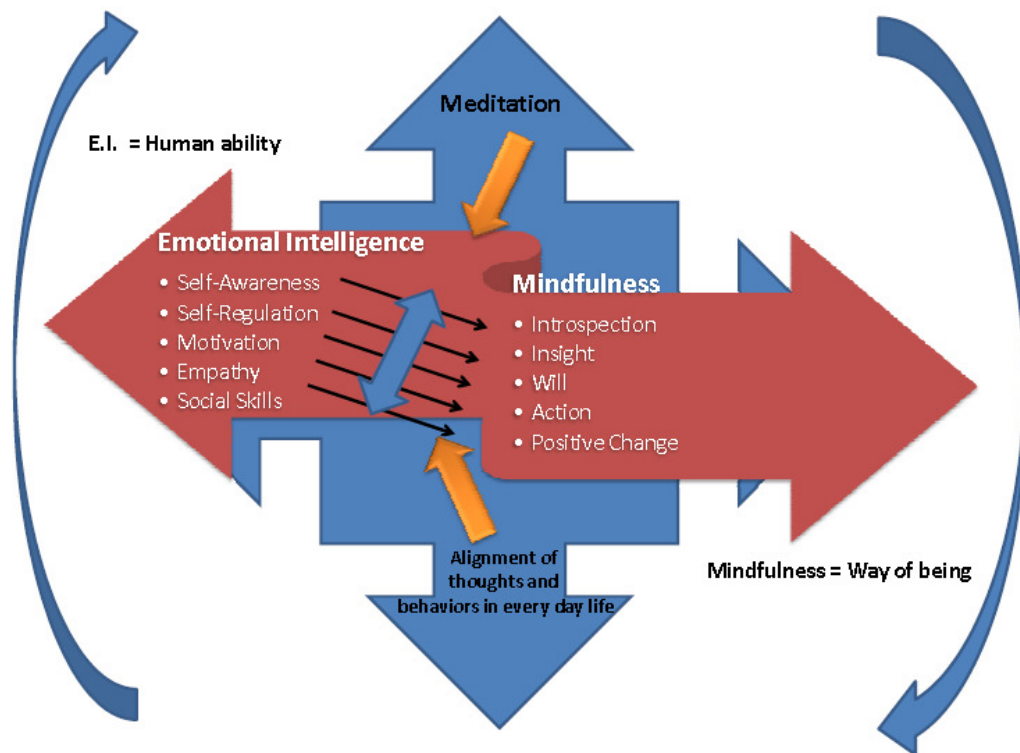 Meditation
E.I. = Human ability
Emotional Intelligence
• Self-Awareness
• Self-Regulation
• Motivation
• Empathy
• Social Skills
Mindfulness
• Introspection
• Insight
• Will
• Action
• Positive Change
Alignment of
thoughts and
behaviors in every day life
Mindfulness = Way of being